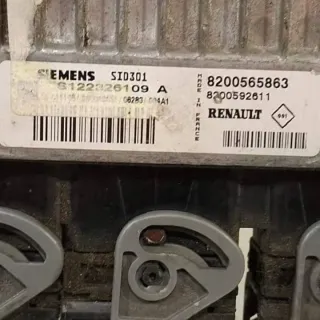 SIEMENS SID301
S122326109 A
MADE IN FRANCE
8200565863
8200592611
RENAULT